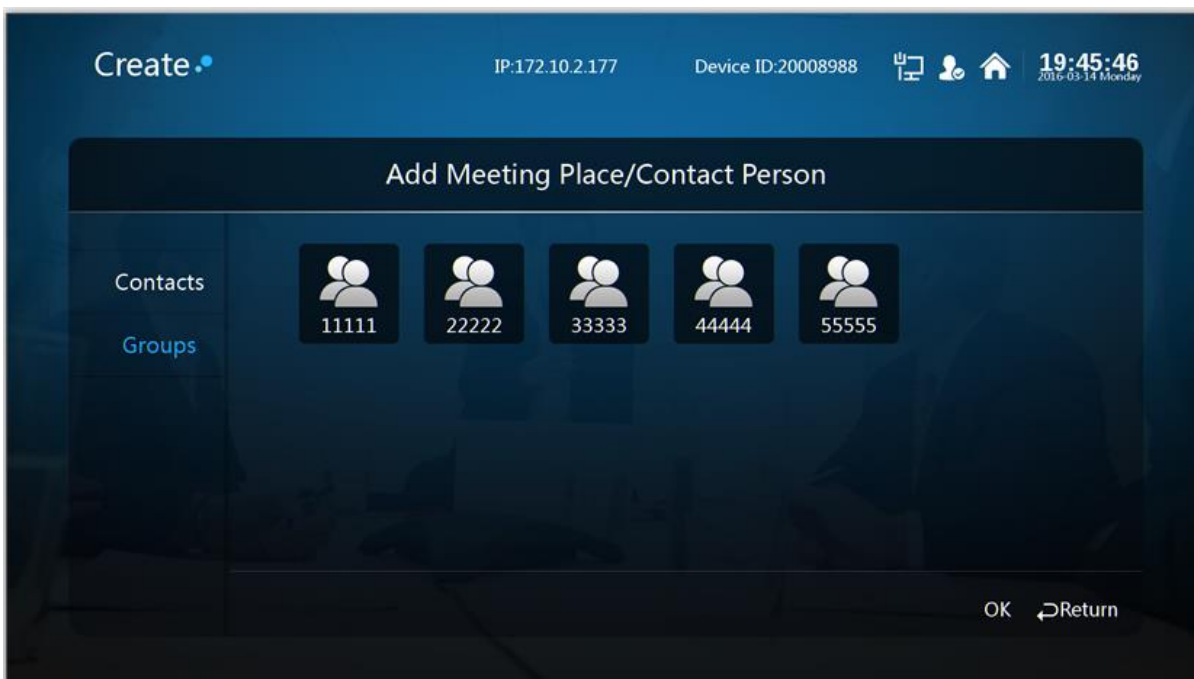 Create
IP:172.10.2.177
Device ID:20008988
19:45:46
2016-03-14 Monday
Add Meeting Place/Contact Person
Contacts
Groups
11111
22222
33333
44444
55555
OK
Return